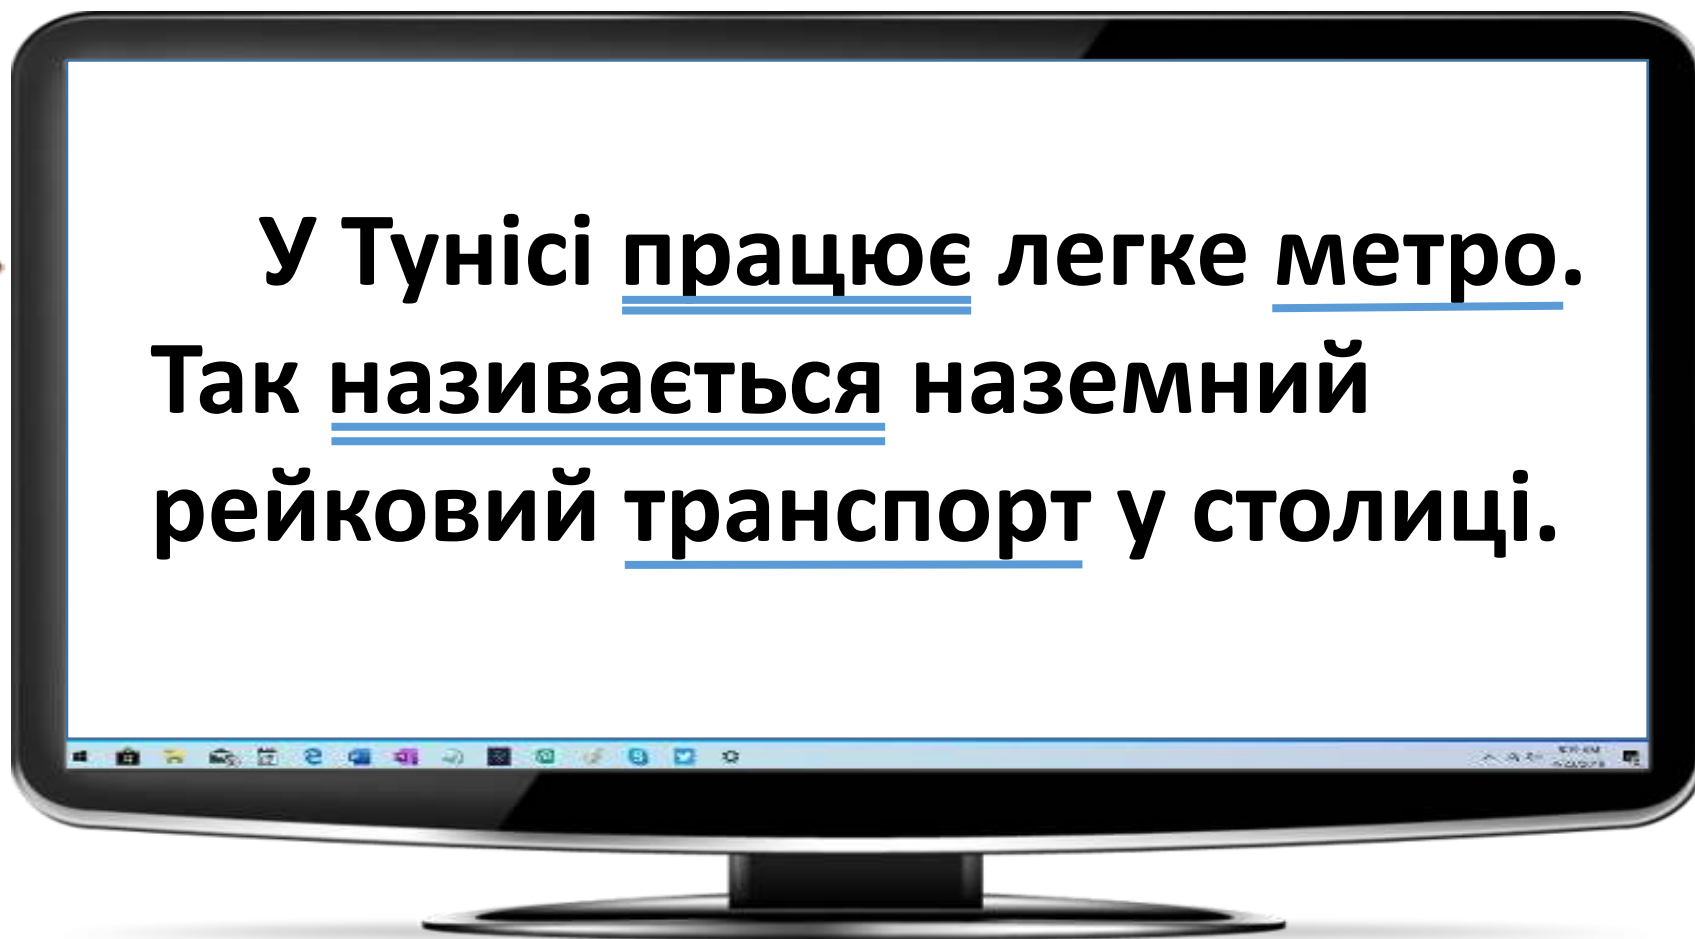 У Тунісі працює легке метро.
Так називається наземний
рейковий транспорт у столиці.